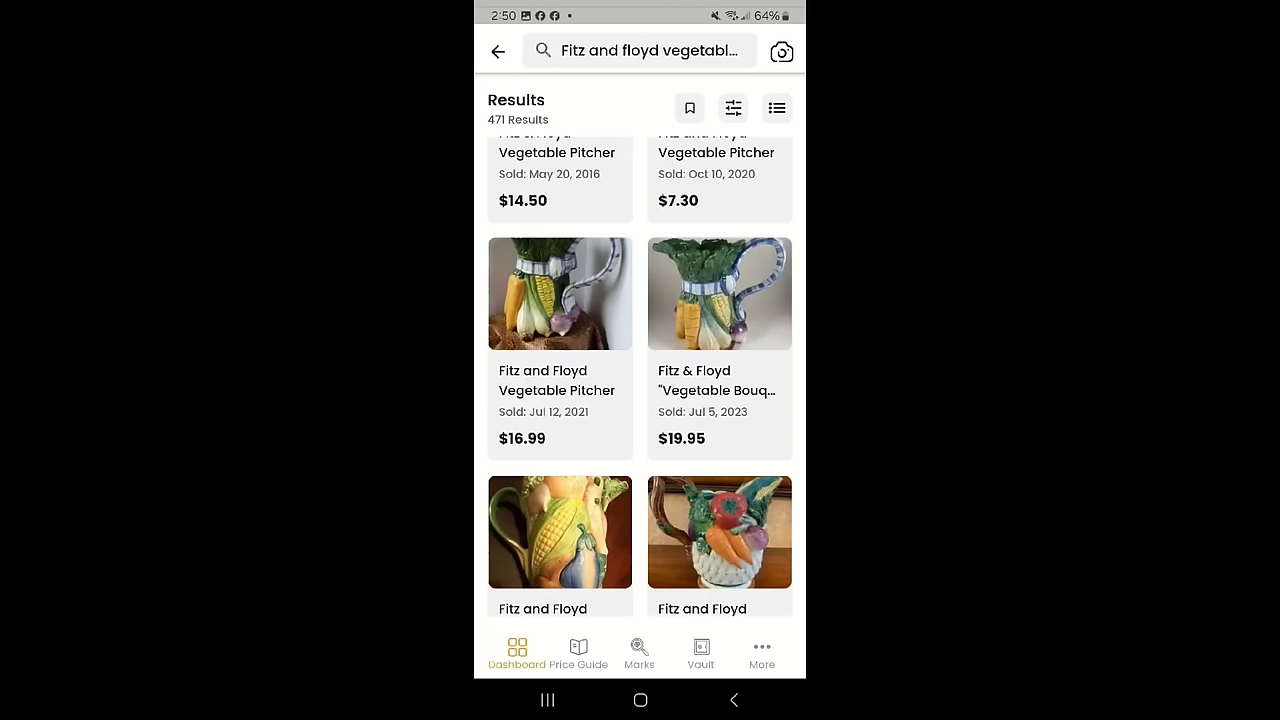 2:50
64%
Fitz and floyd vegetabl...
Results
471 Results
Vegetable Pitcher
Sold: May 20, 2016
$14.50
Vegetable Pitcher
Sold: Oct 10, 2020
$7.30
Fitz and Floyd
Vegetable Pitcher
Sold: Jul 12, 2021
$16.99
Fitz & Floyd
"Vegetable Bouq...
Sold: Jul 5, 2023
$19.95
Fitz and Floyd
Fitz and Floyd
Dashboard
Price Guide
Marks
Vault
More